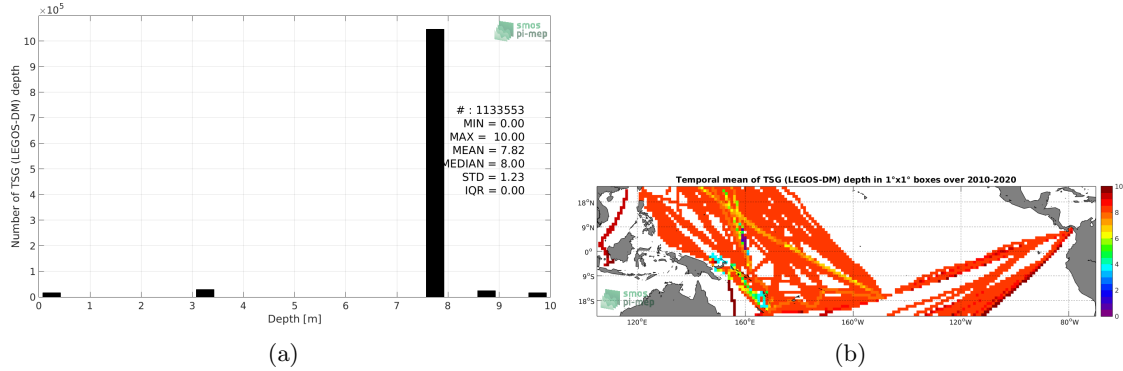 ×10⁵
10
9
8
7
6
5
4
3
2
1
0
Number of TSG (LEGOS-DM) depth
smos
pi-mep
# : 1133553
MIN = 0.00
MAX = 10.00
MEAN = 7.82
MEDIAN = 8.00
STD = 1.23
IQR = 0.00
0 1 2 3 4 5 6 7 8 9 10
Depth [m]
(a)
Temporal mean of TSG (LEGOS-DM) depth in 1°x1° boxes over 2010-2020
18°N
9°N
0°
9°S
18°S
smos
pi-mep
120°E 160°E 160°W 120°W 80°W
10
8
6
4
2
0
(b)